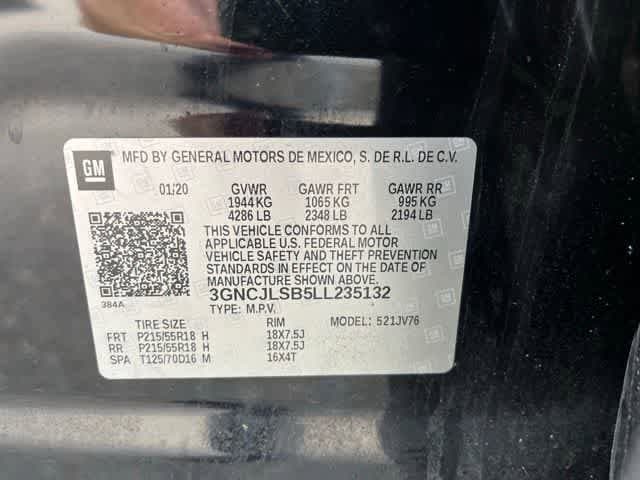 GM
MFD BY GENERAL MOTORS DE MEXICO, S. DE R.L. DE C.V.
01/20 GVWR GAWR FRT GAWR RR
1944 KG 1065 KG 995 KG
4286 LB 2348 LB 2194 LB
THIS VEHICLE CONFORMS TO ALL
APPLICABLE U.S. FEDERAL MOTOR
VEHICLE SAFETY AND THEFT PREVENTION
STANDARDS IN EFFECT ON THE DATE OF
MANUFACTURE SHOWN ABOVE.
384A 3GNCJLSB5LL235132
TYPE: M.P.V.
TIRE SIZE RIM MODEL: 521JV76
FRT P215/55R18 H 18X7.5J
RR P215/55R18 H 18X7.5J
SPA T125/70D16 M 16X4T